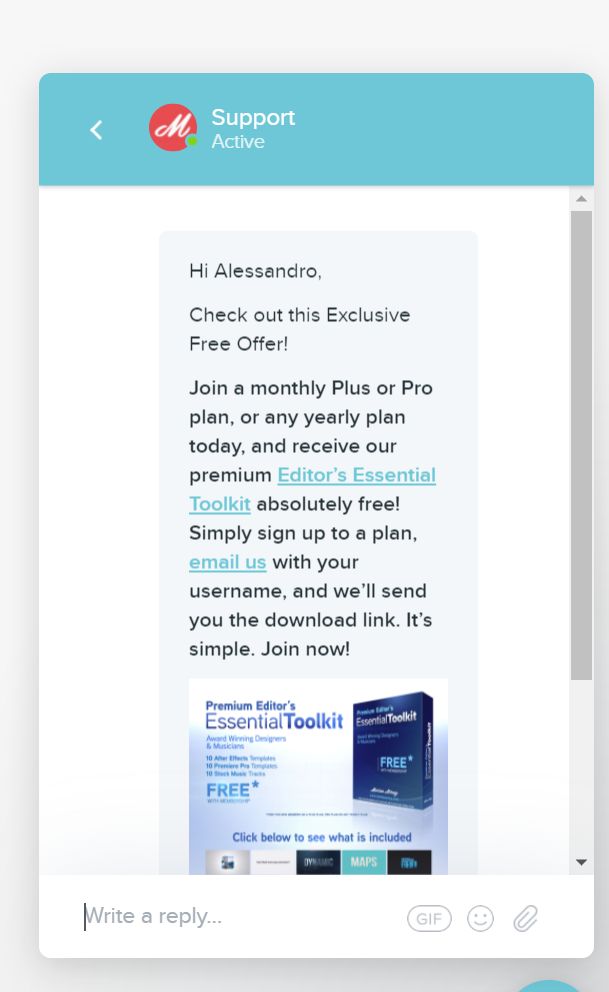 M
Support
Active
Hi Alessandro,
Check out this Exclusive
Free Offer!
Join a monthly Plus or Pro
plan, or any yearly plan
today, and receive our
premium Editor's Essential
Toolkit absolutely free!
Simply sign up to a plan,
email us with your
username, and we'll send
you the download link. It's
simple. Join now!
Premium Editor's
EssentialToolkit
Award Winning Designers
& Musicians
10 After Effects Templates
10 Premiere Pro Templates
10 Stock Music Tracks
FREE*
WITH MEMBERSHIP
Premium Editor's
EssentialToolkit
Award Winning Designers
& Musicians
FREE*
Click below to see what is included
DYNAMIC
MAPS
Write a reply...
GIF